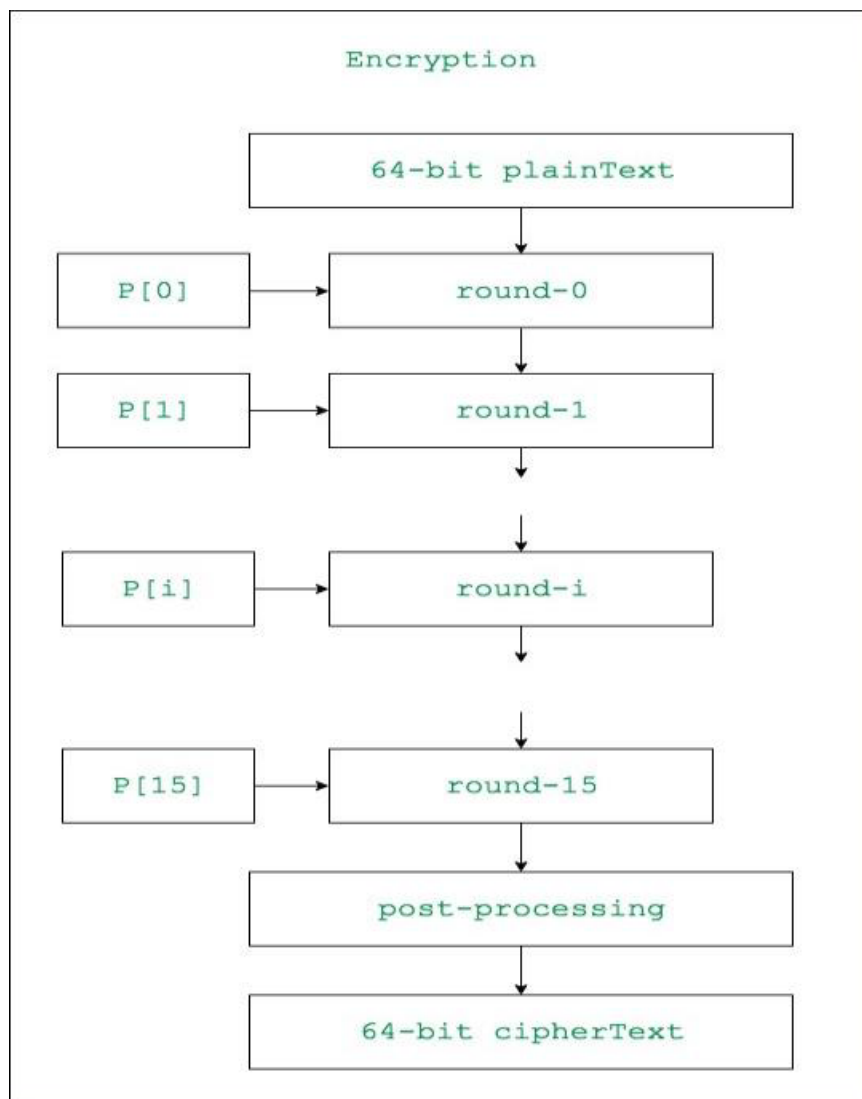 Encryption
64-bit plainText
P[0]
round-0
P[1]
round-1
P[i]
round-i
P[15]
round-15
post-processing
64-bit cipherText